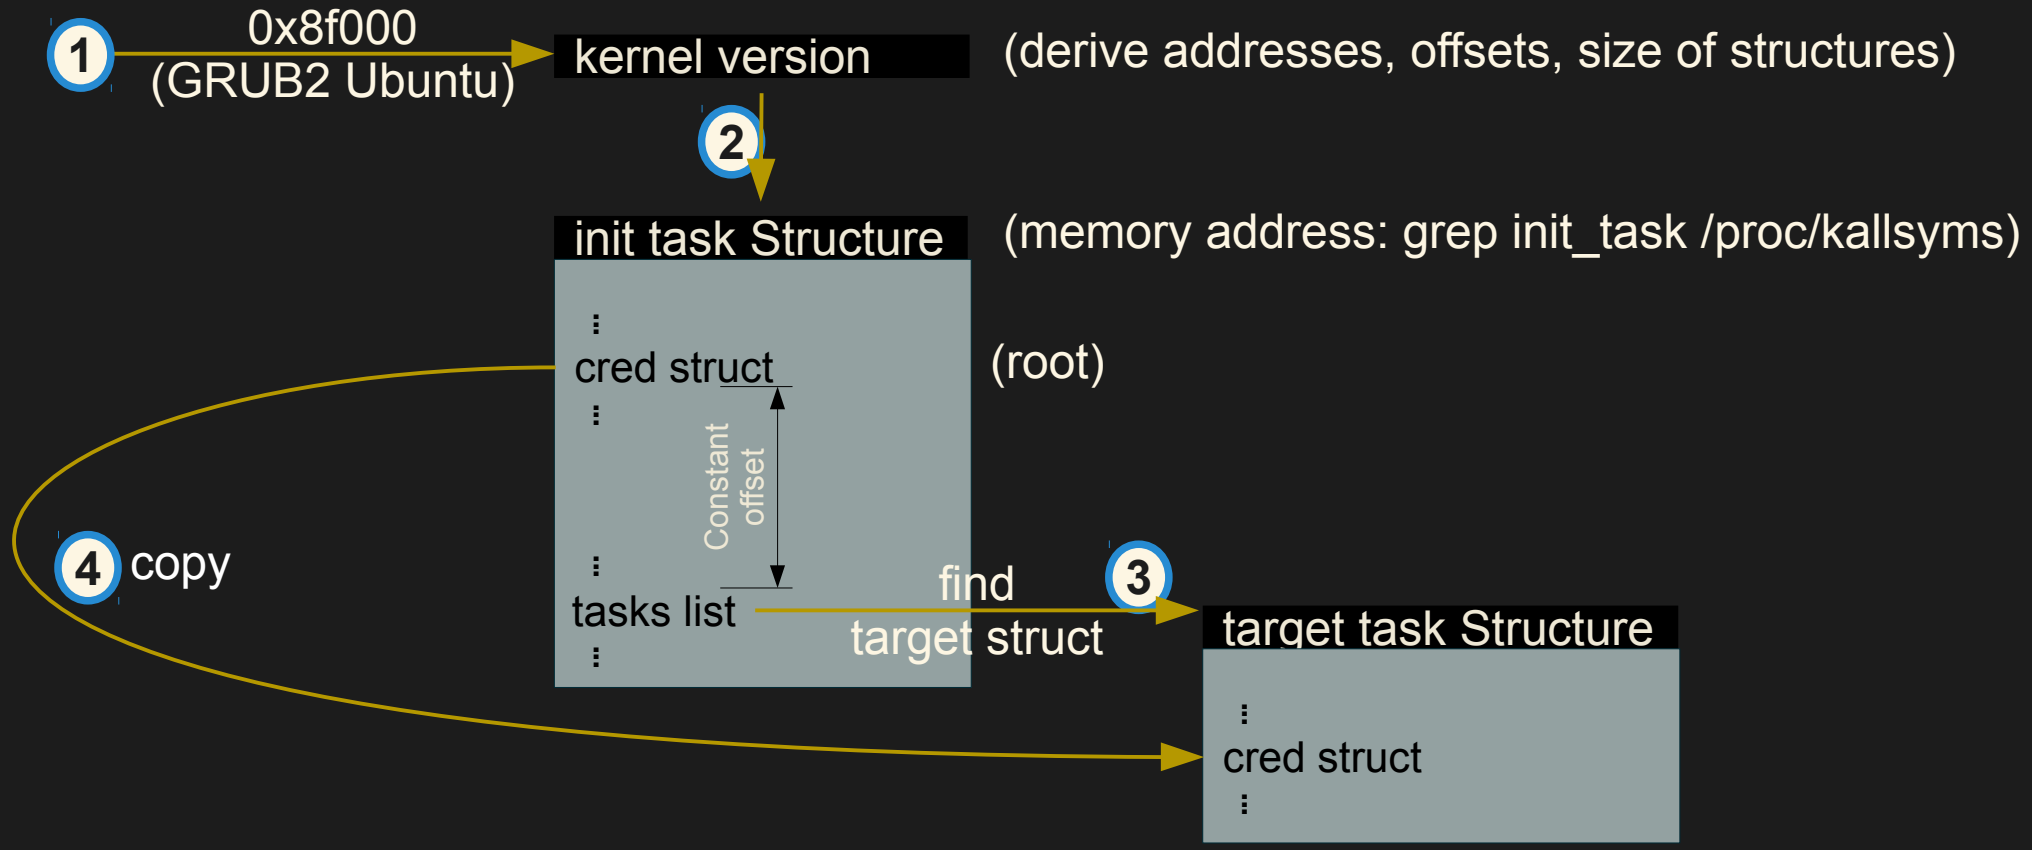 1
0x8f000
(GRUB2 Ubuntu)
kernel version
(derive addresses, offsets, size of structures)
2
init task Structure
(memory address: grep init_task /proc/kallsyms)
cred struct
(root)
Constant
offset
4
copy
tasks list
find
target struct
3
target task Structure
cred struct